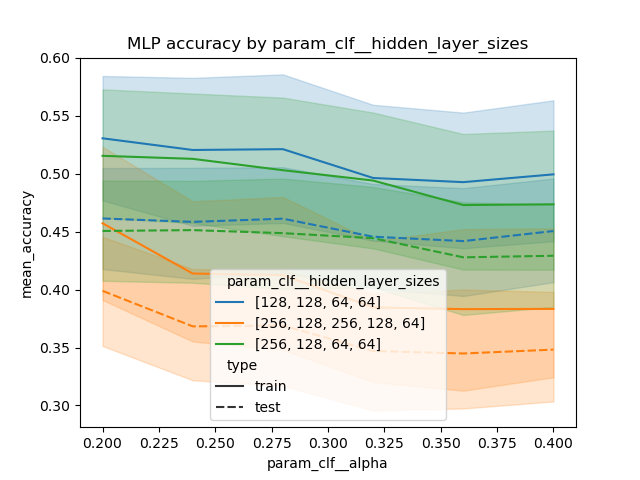 MLP accuracy by param_clf__hidden_layer_sizes
mean_accuracy
0.60
0.55
0.50
0.45
0.40
0.35
0.30
param_clf__hidden_layer_sizes
[128, 128, 64, 64]
[256, 128, 256, 128, 64]
[256, 128, 64, 64]
type
train
test
0.200 0.225 0.250 0.275 0.300 0.325 0.350 0.375 0.400
param_clf__alpha